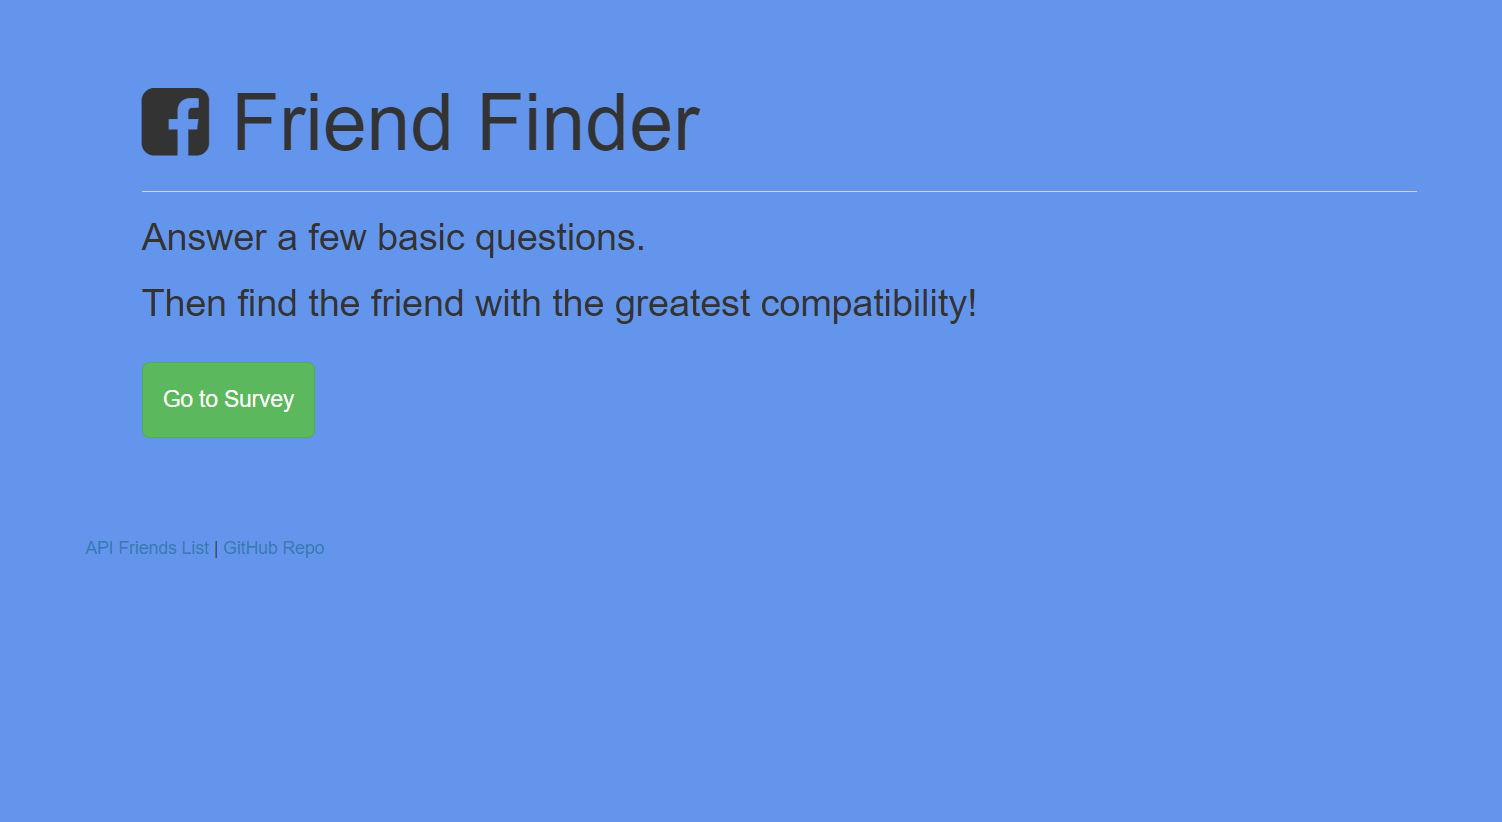 Friend Finder
Answer a few basic questions.
Then find the friend with the greatest compatibility!
Go to Survey
API Friends List | GitHub Repo